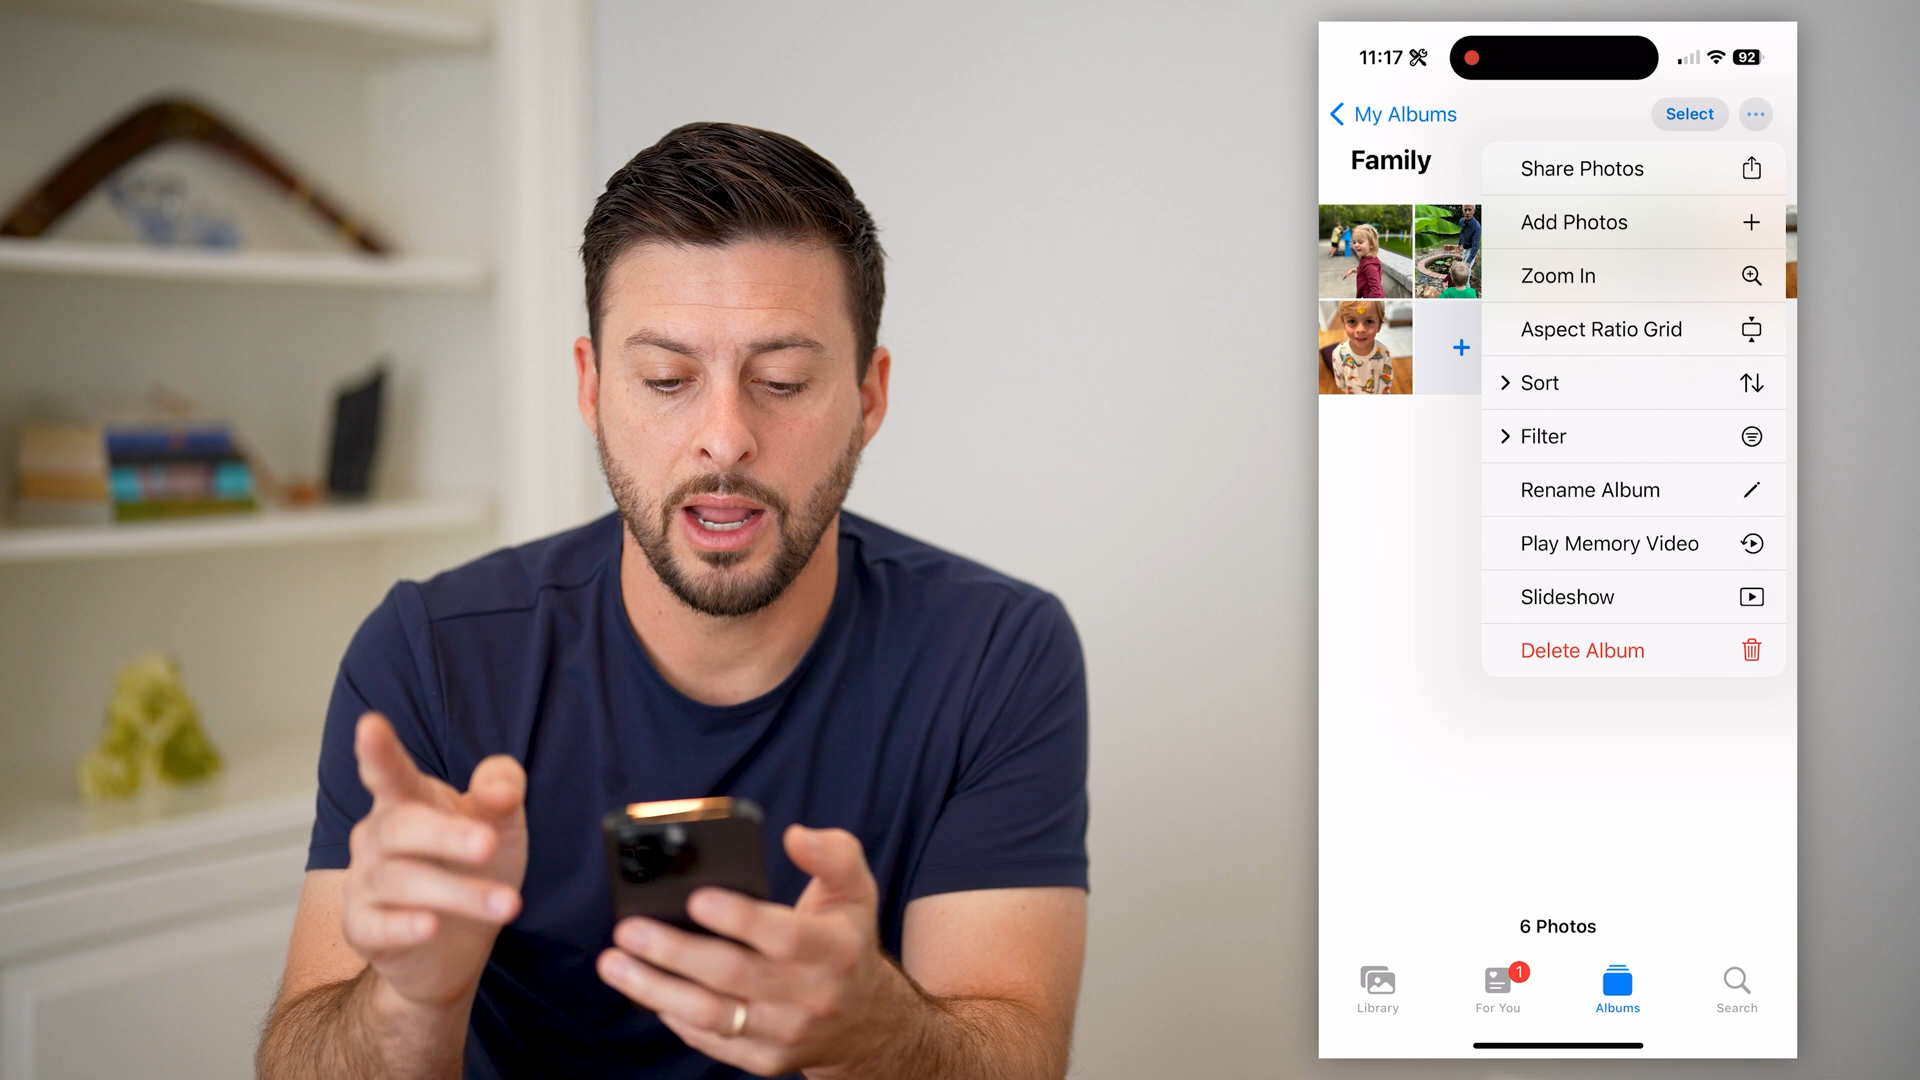 11:17
92
My Albums
Select
Family
Share Photos
Add Photos
Zoom In
Aspect Ratio Grid
Sort
Filter
Rename Album
Play Memory Video
Slideshow
Delete Album
6 Photos
1
Library
For You
Albums
Search